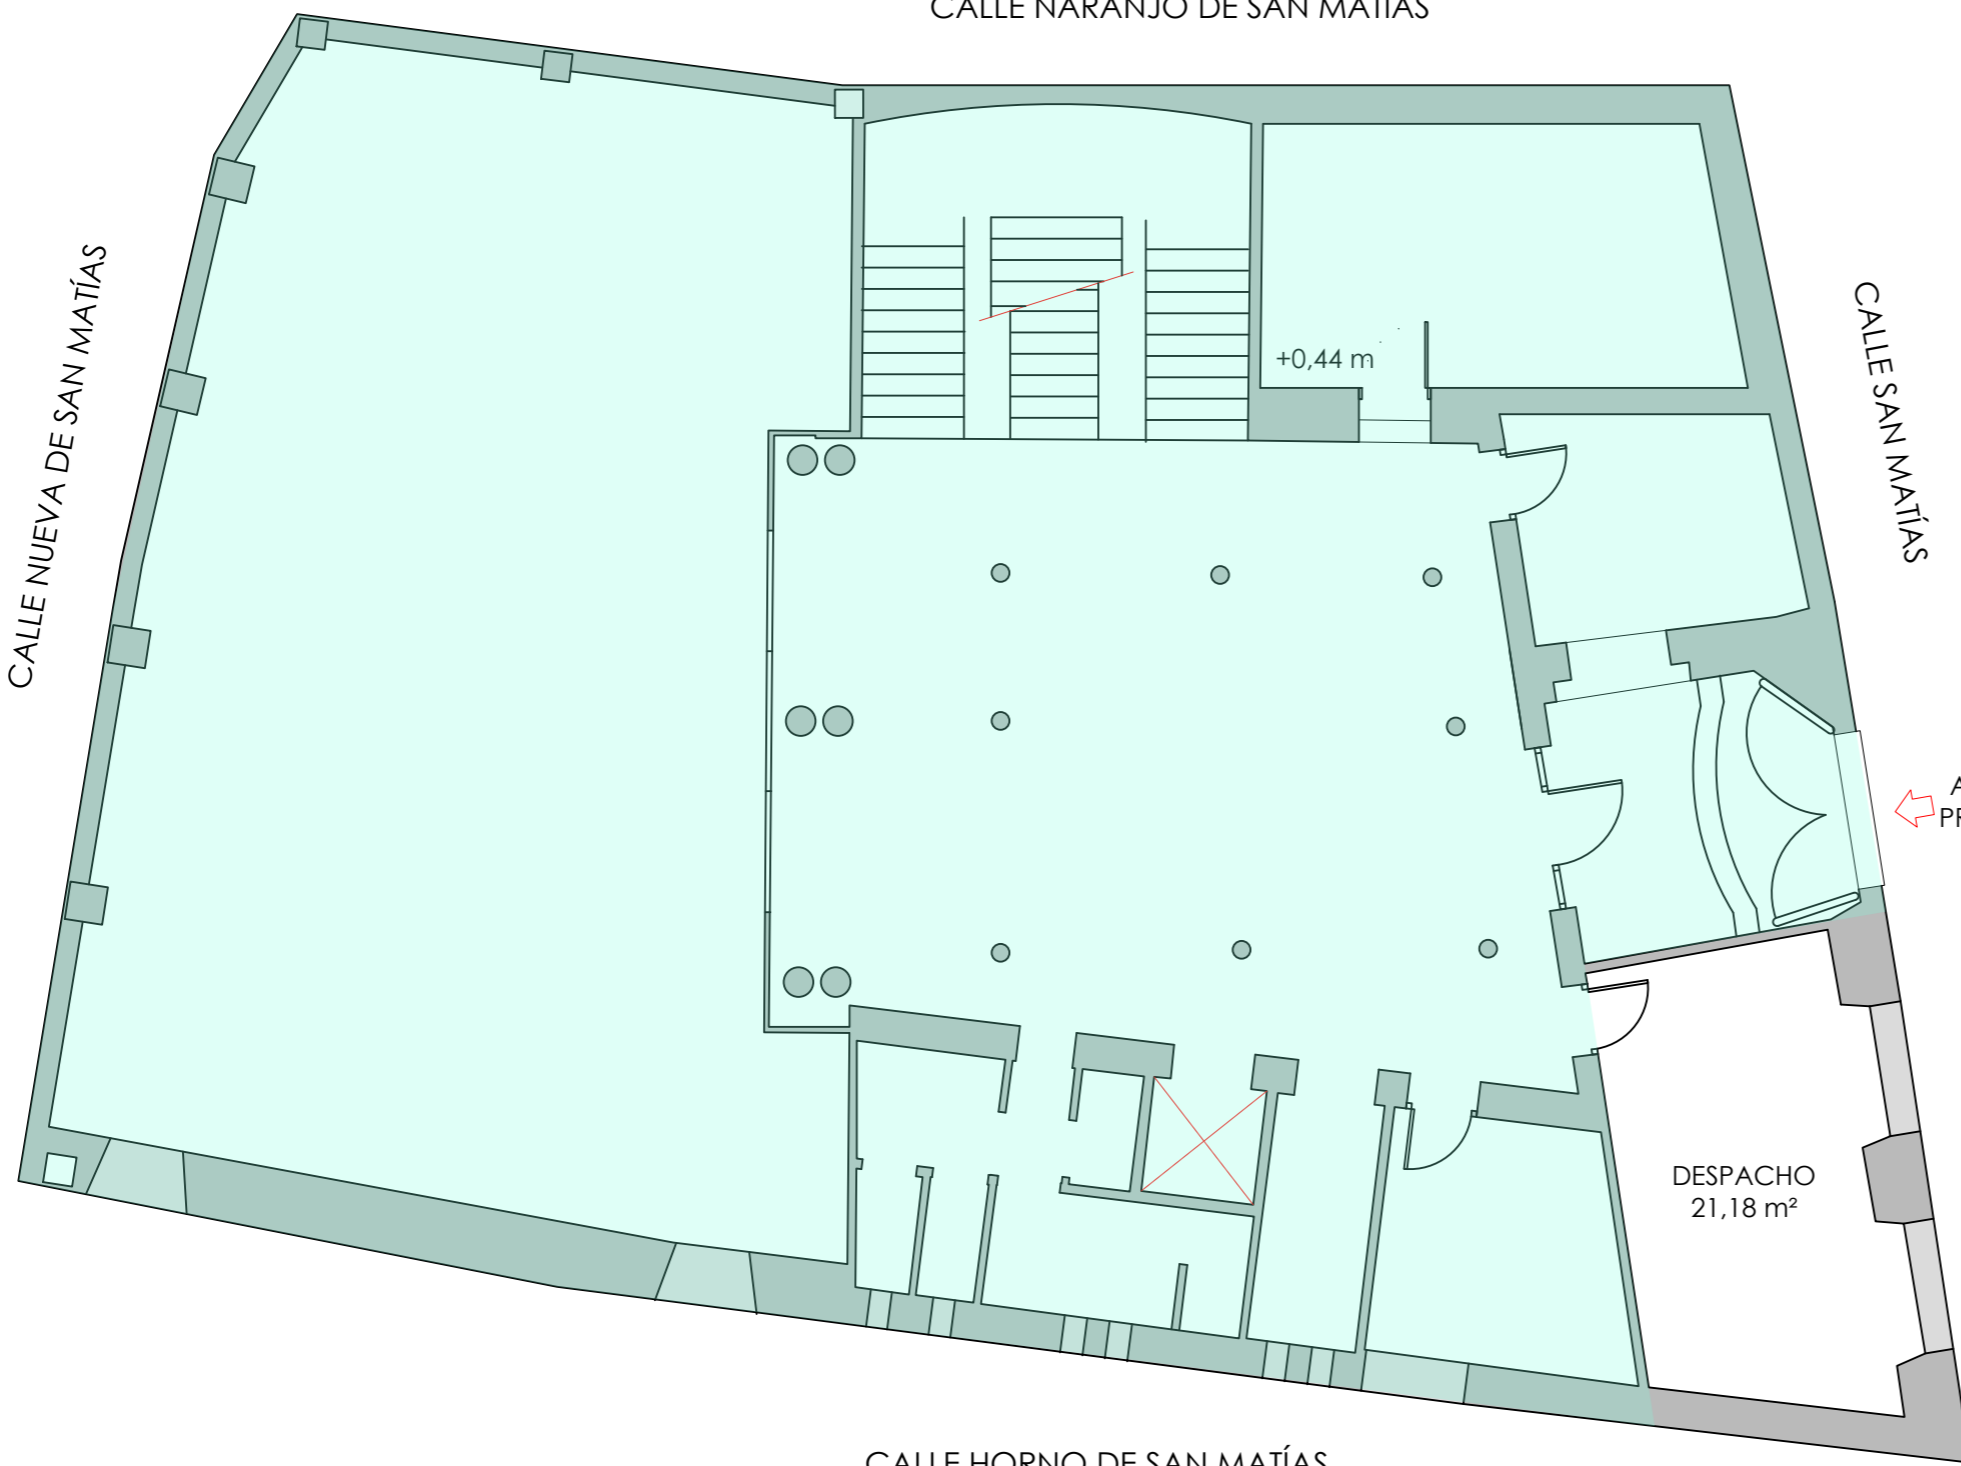 CALLE NARANJO DE SAN MATÍAS
CALLE NUEVA DE SAN MATÍAS
+0,44 m
CALLE SAN MATÍAS
DESPACHO
21,18 m²
CALLE HORNO DE SAN MATÍAS